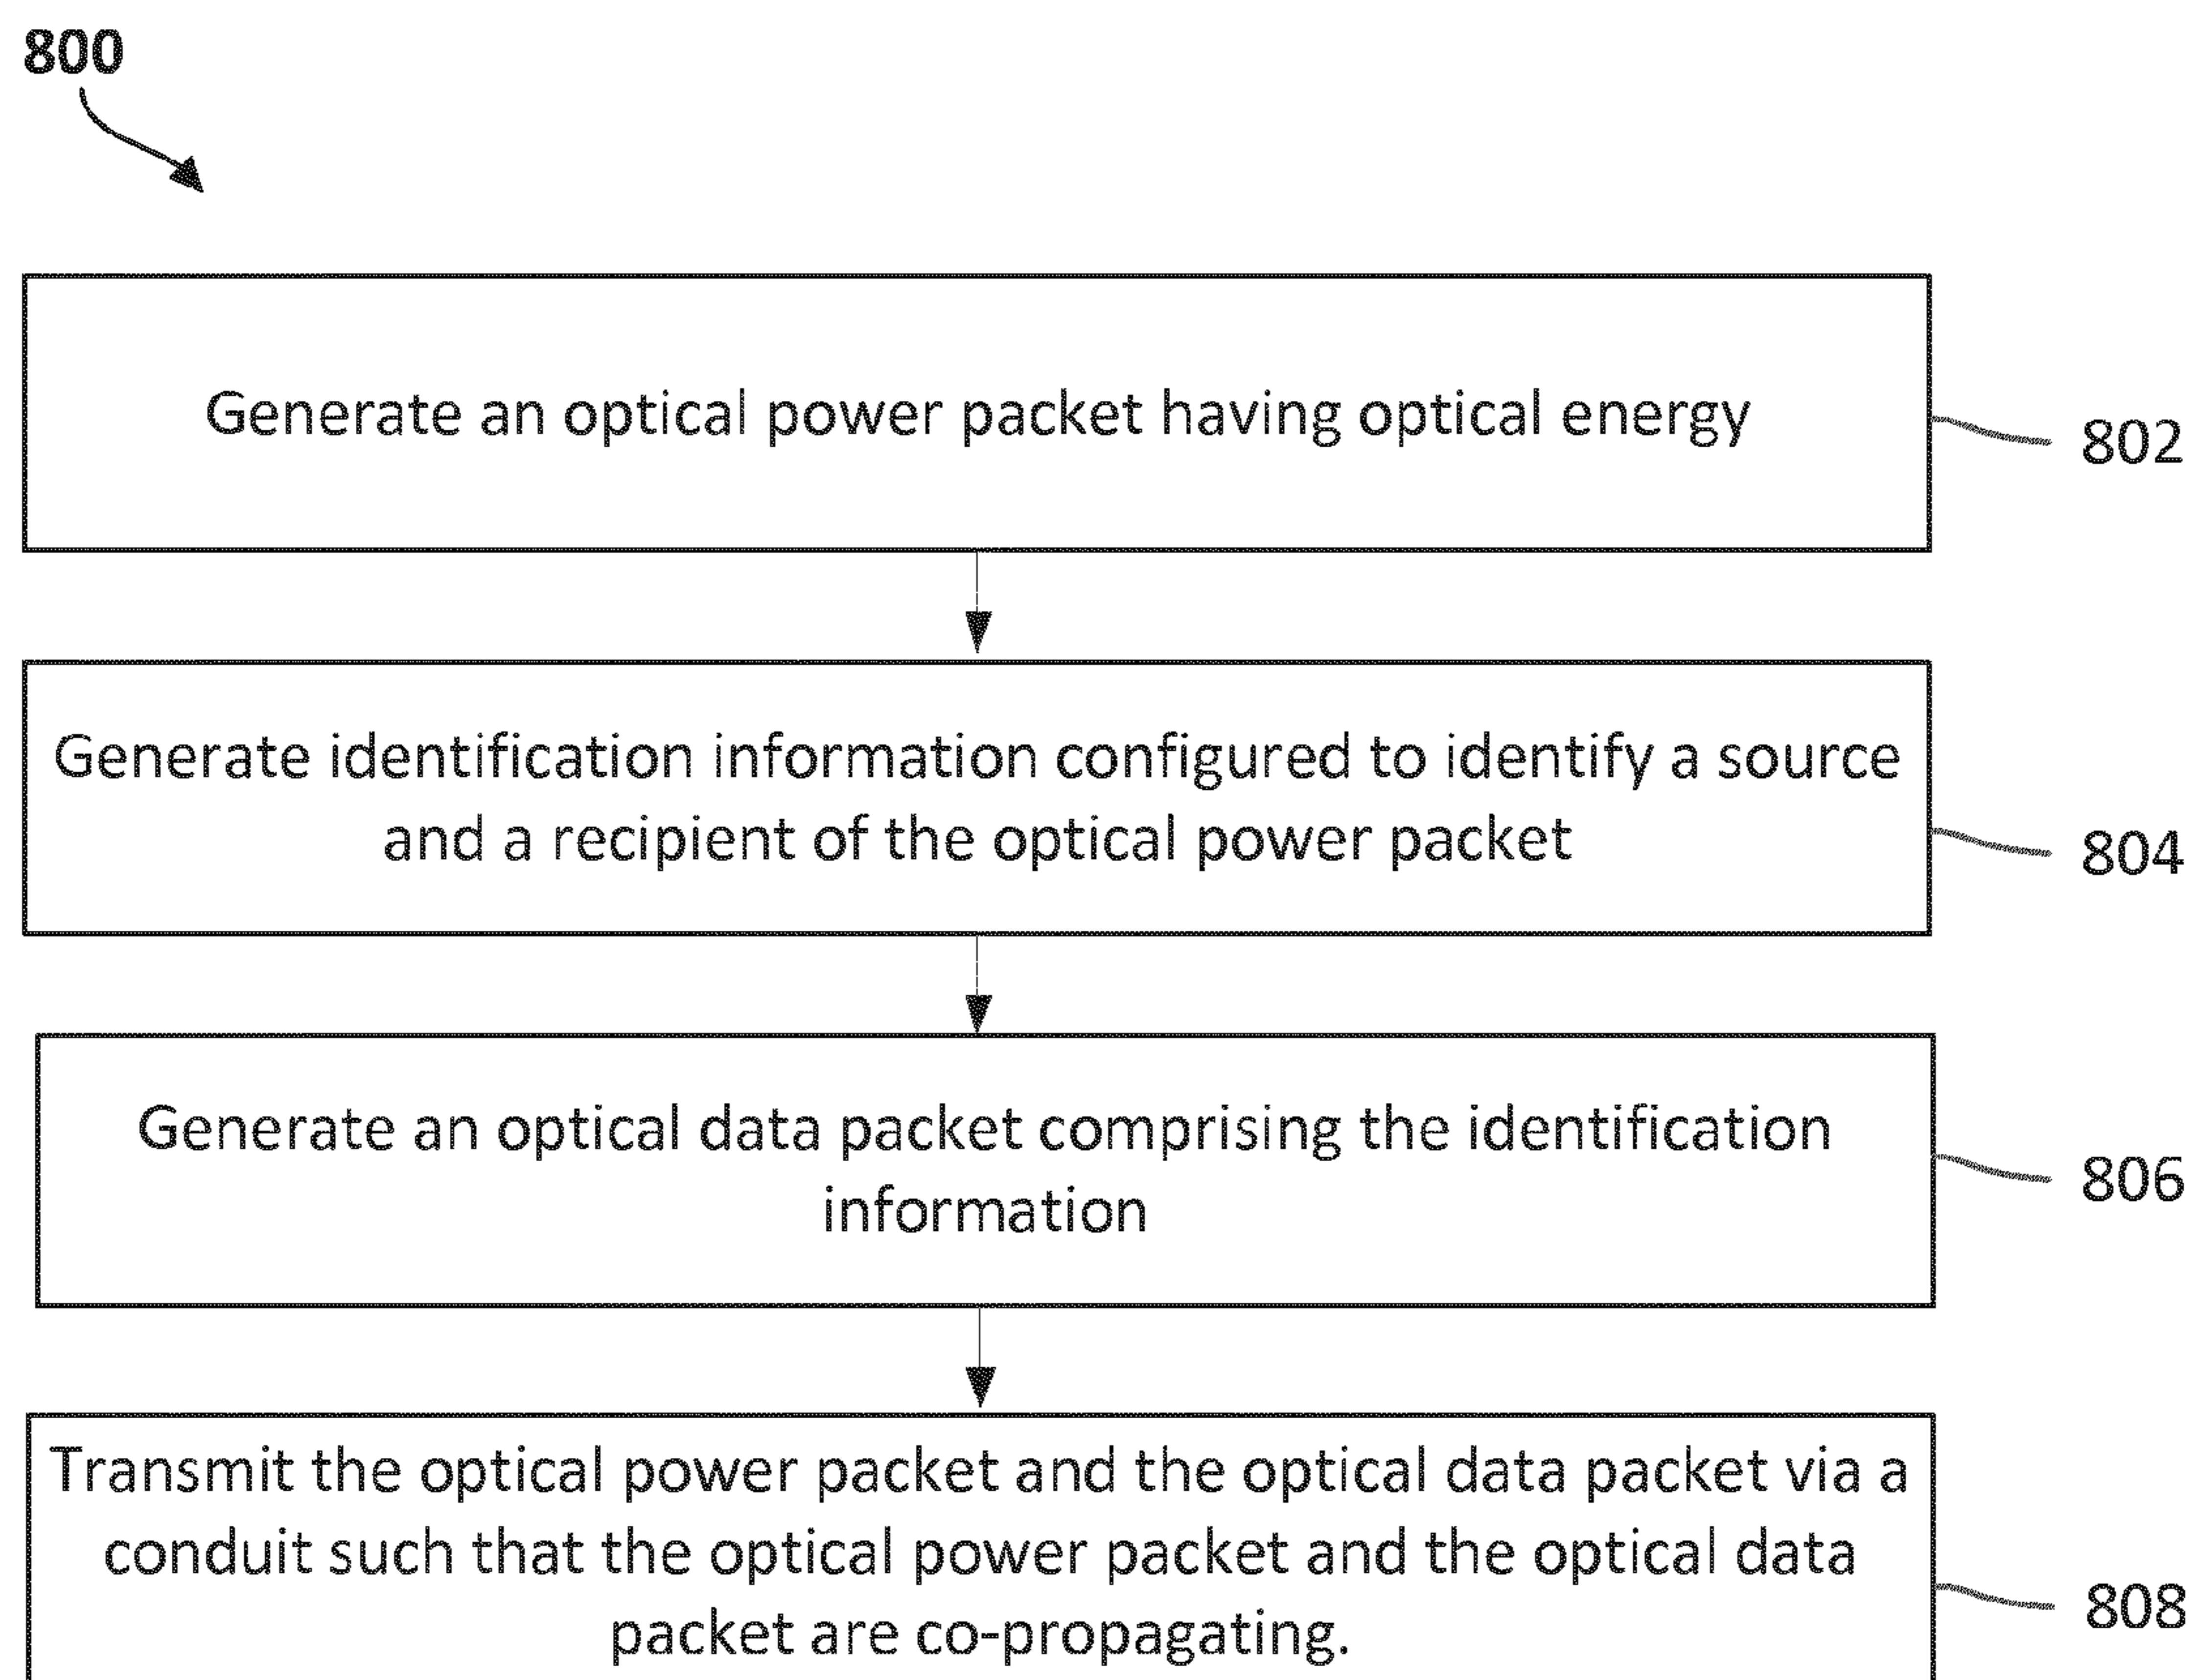 800
Generate an optical power packet having optical energy
802
Generate identification information configured to identify a source
and a recipient of the optical power packet
804
Generate an optical data packet comprising the identification
information
806
Transmit the optical power packet and the optical data packet via a
conduit such that the optical power packet and the optical data
packet are co-propagating.
808